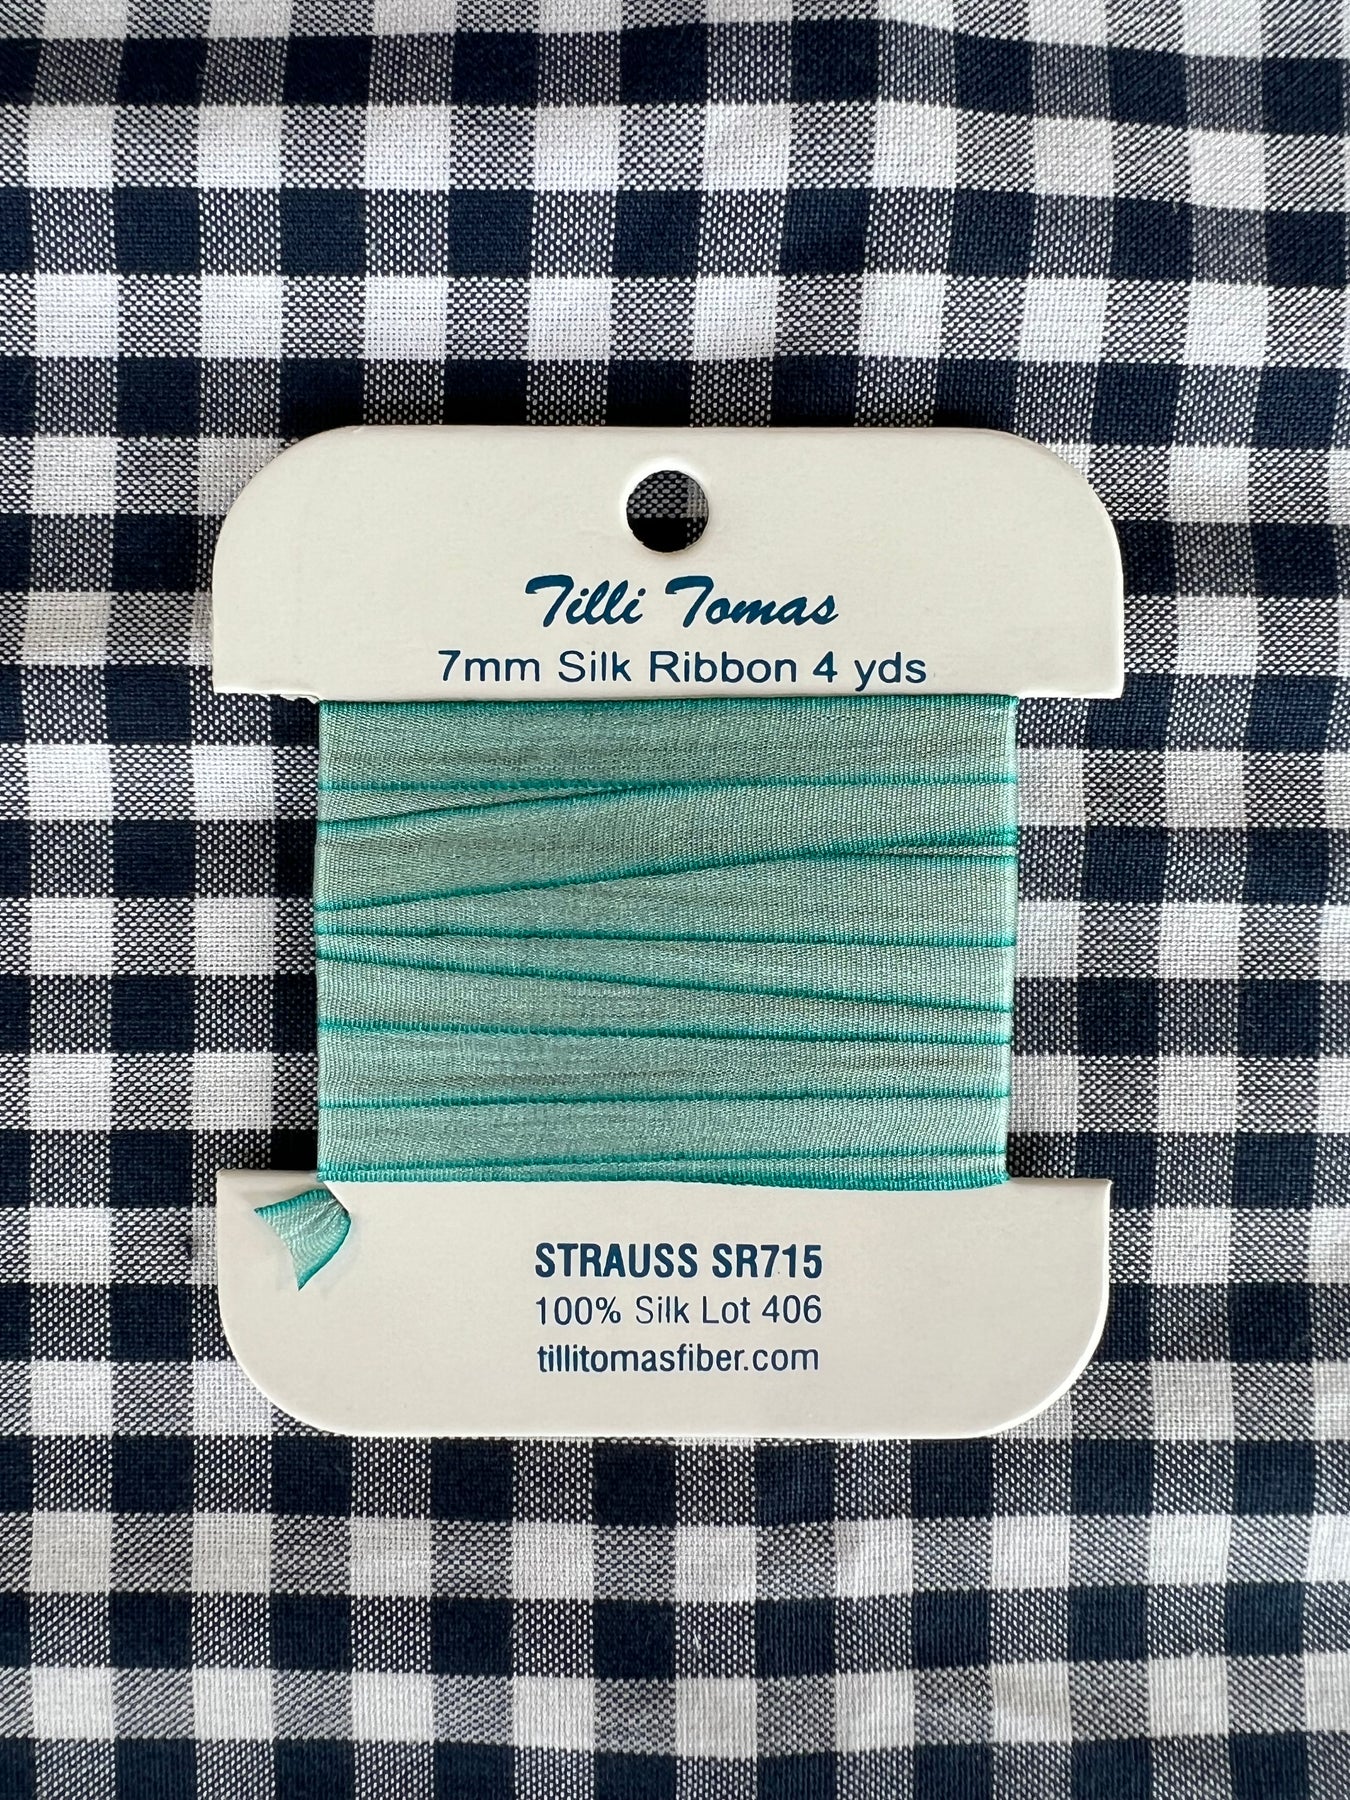 Tilli Tomas
7mm Silk Ribbon 4 yds
STRAUSS SR715
100% Silk Lot 406
tillitomasfiber.com